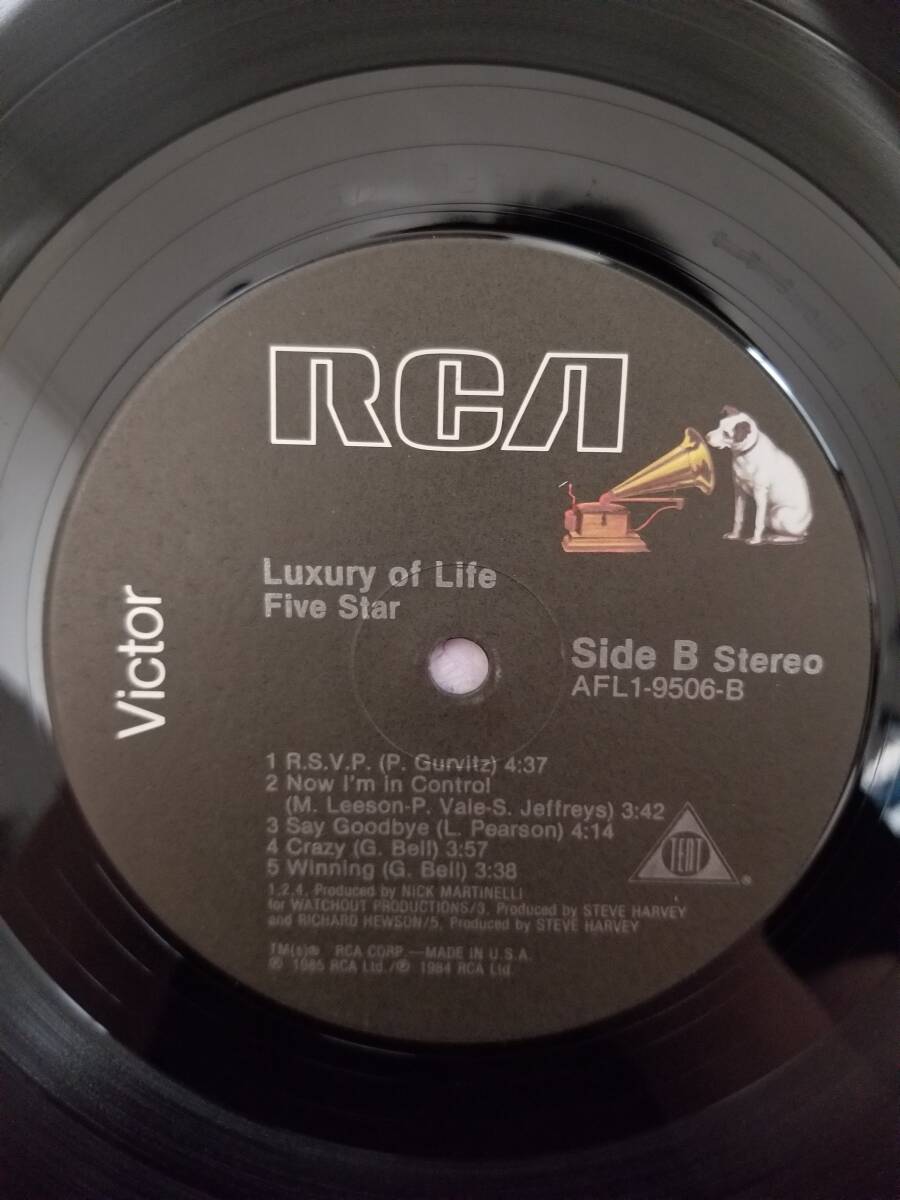 RCA
Victor
Luxury of Life
Five Star
Side B Stereo
AFL1-9506-B
1 R.S.V.P. (P. Gurvitz) 4:37
2 Now I'm in Control
(M. Leeson-P. Vale-S. Jeffreys) 3:42
3 Say Goodbye (L. Pearson) 4:14
4 Crazy (G. Bell) 3:57
5 Winning (G. Bell) 3:38
TENT
®
1,2,4, Produced by NICK MARTINELLI
for WATCHOUT PRODUCTIONS/3, Produced by STEVE HARVEY
and RICHARD HEWSON/5, Produced by STEVE HARVEY
TM(s)® RCA CORP.—MADE IN U.S.A.
℗ 1985 RCA Ltd./℗ 1984 RCA Ltd.